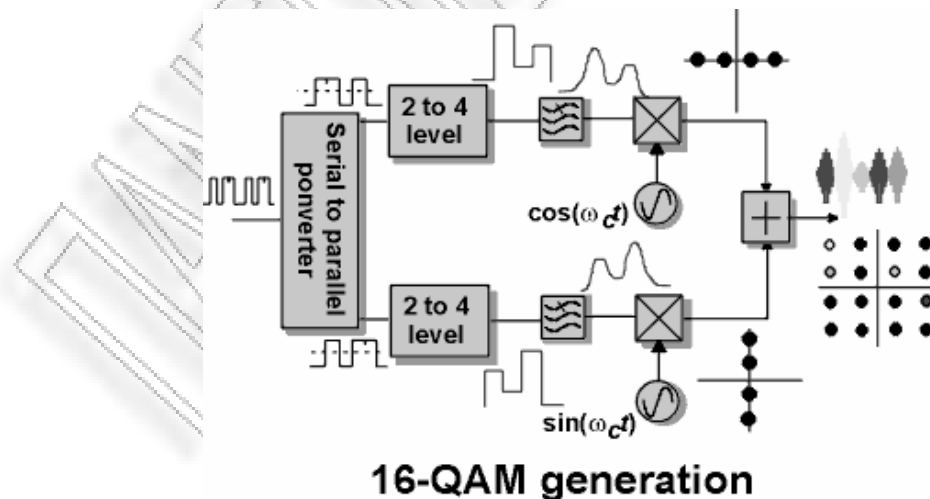 Serial to parallel
ponverter
2 to 4
level
cos(ωct)
2 to 4
level
sin(ωct)
16-QAM generation